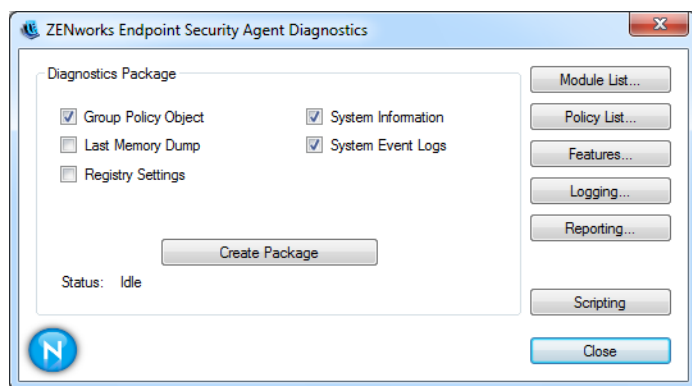 ZENworks Endpoint Security Agent Diagnostics
Diagnostics Package
Group Policy Object
System Information
Last Memory Dump
System Event Logs
Registry Settings
Create Package
Status: Idle
Module List...
Policy List...
Features...
Logging...
Reporting...
Scripting
N
Close